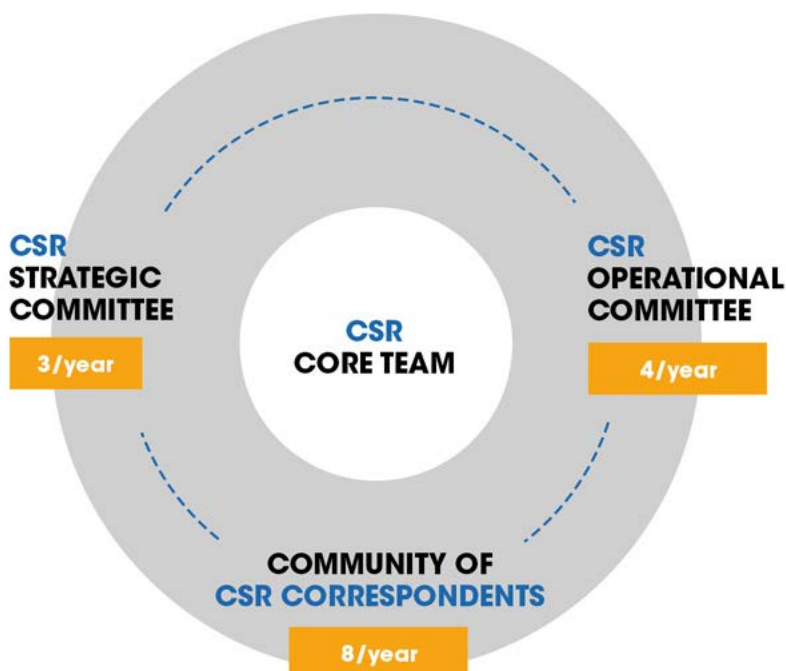 CSR
STRATEGIC
COMMITTEE
3/year
CSR
CORE TEAM
CSR
OPERATIONAL
COMMITTEE
4/year
COMMUNITY OF
CSR CORRESPONDENTS
8/year